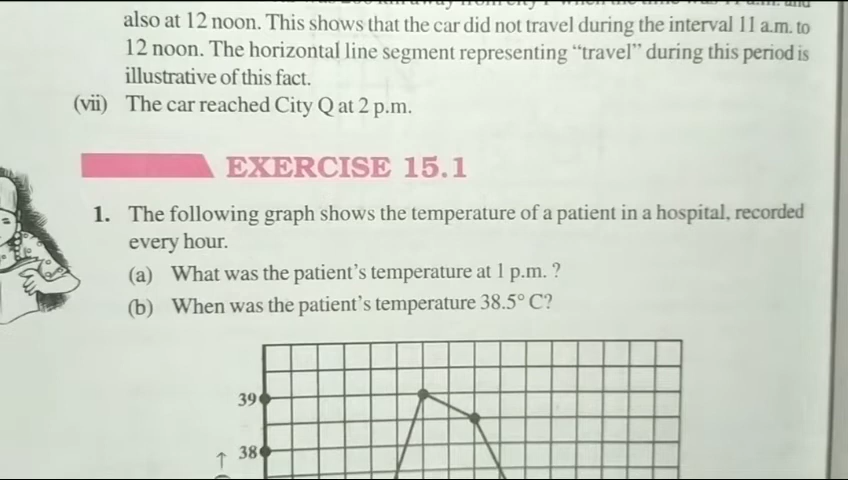 also at 12 noon. This shows that the car did not travel during the interval 11 a.m. to
12 noon. The horizontal line segment representing “travel” during this period is
illustrative of this fact.
(vii) The car reached City Q at 2 p.m.
EXERCISE 15.1
1. The following graph shows the temperature of a patient in a hospital, recorded
every hour.
(a) What was the patient’s temperature at 1 p.m. ?
(b) When was the patient’s temperature 38.5° C?
39
↑ 38